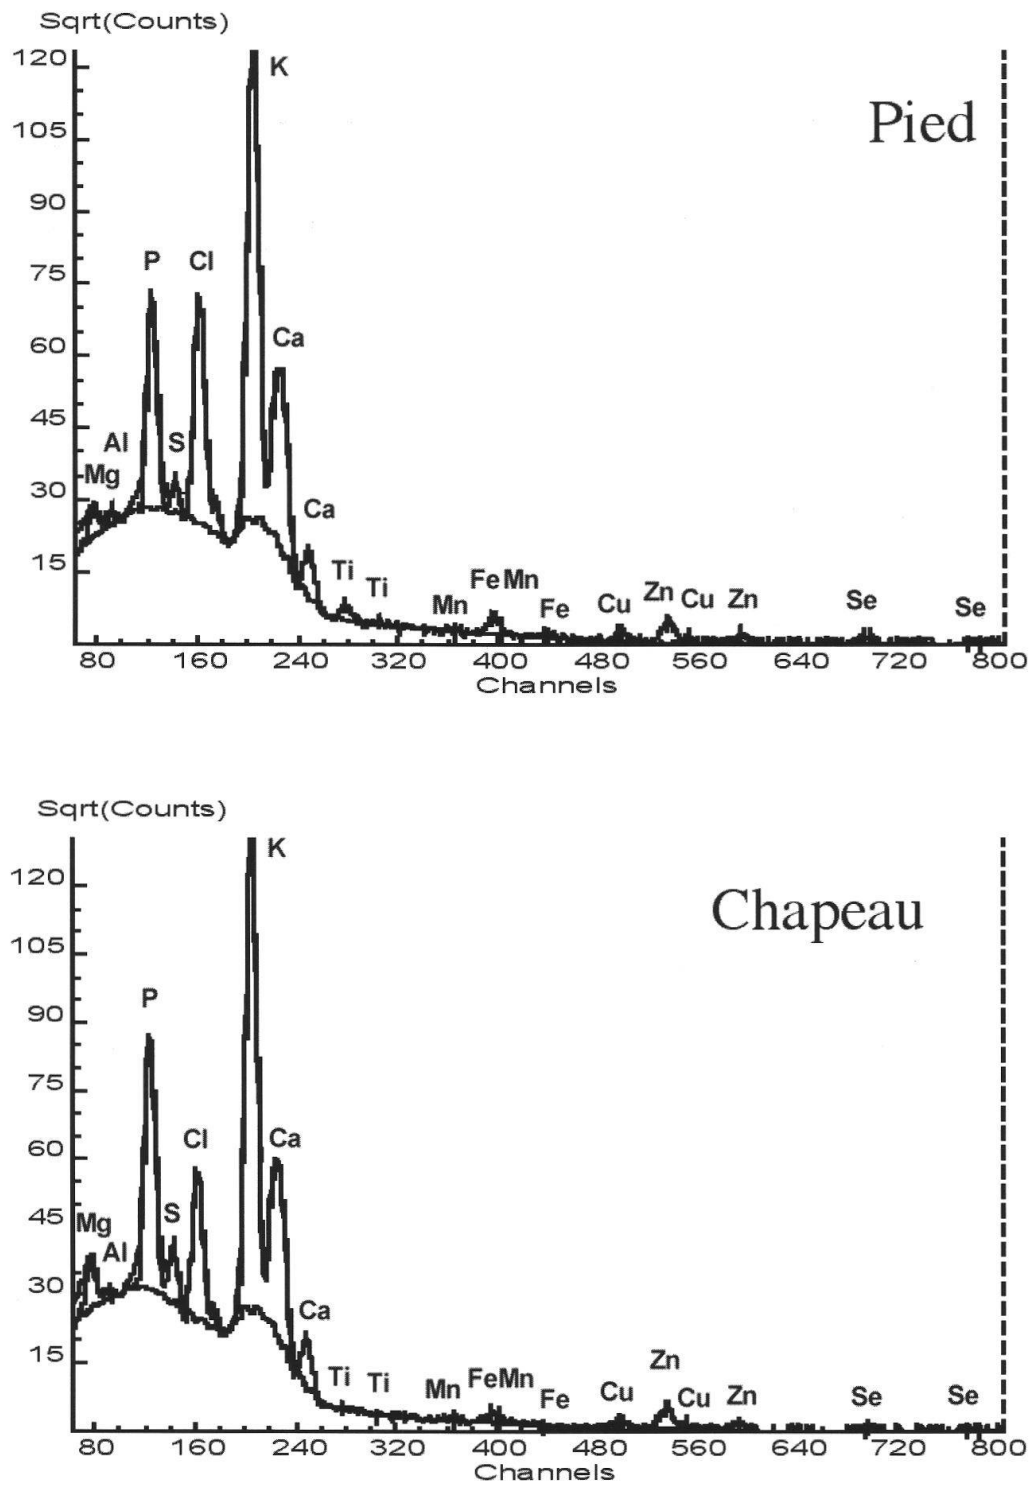 Sqrt(Counts)
120
K
Pied
105
90
P Cl
75
Ca
60
45
Al S
Mg
30
Ca
15
Ti Ti Mn Fe Mn Fe Cu Zn Cu Zn Se Se
80 160 240 320 400 480 560 640 720 800
Channels
Sqrt(Counts)
K
120
Chapeau
105
P
90
75
Cl Ca
60
45
Mg S
Al
30
Ca
15
Ti Ti Mn Fe Mn Fe Cu Zn Cu Zn Se Se
80 160 240 320 400 480 560 640 720 800
Channels